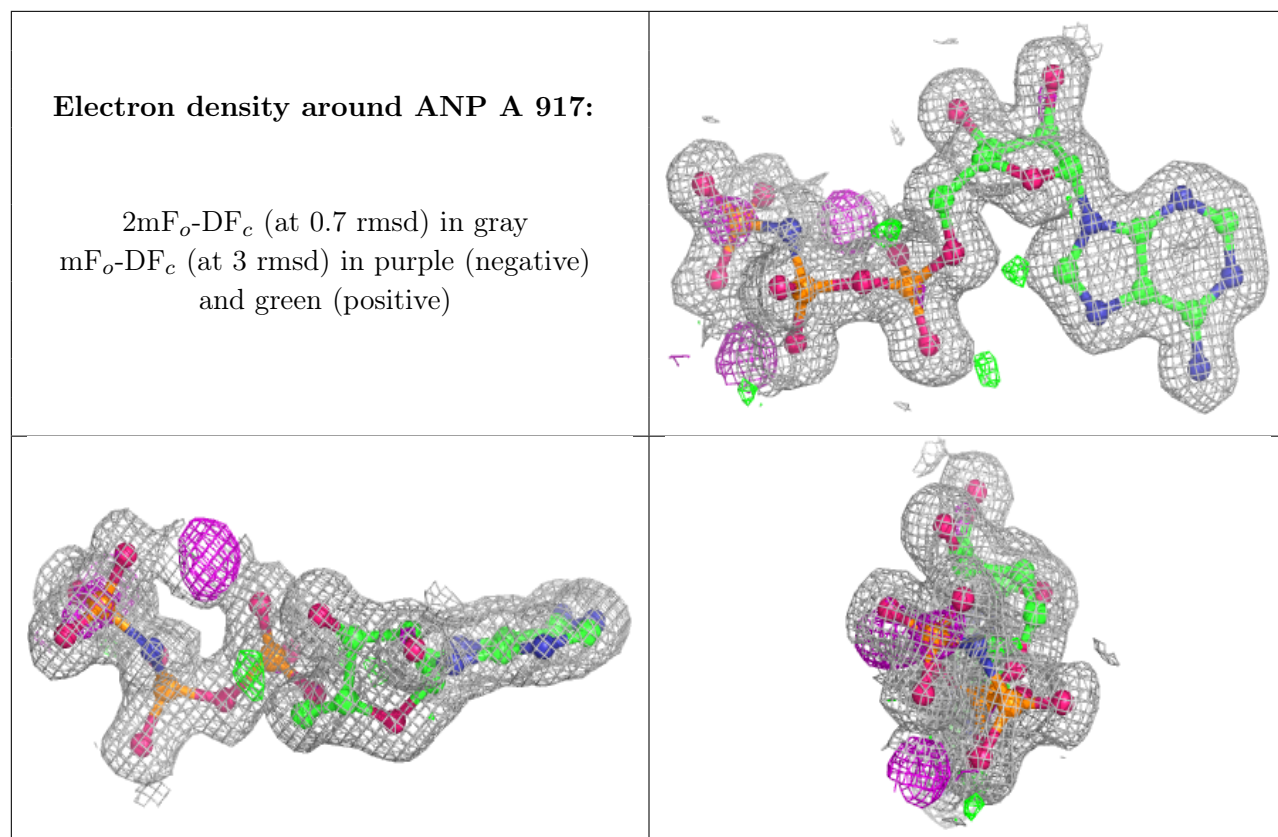 Electron density around ANP A 917:
2mFo-DFc (at 0.7 rmsd) in gray
mFo-DFc (at 3 rmsd) in purple (negative)
and green (positive)